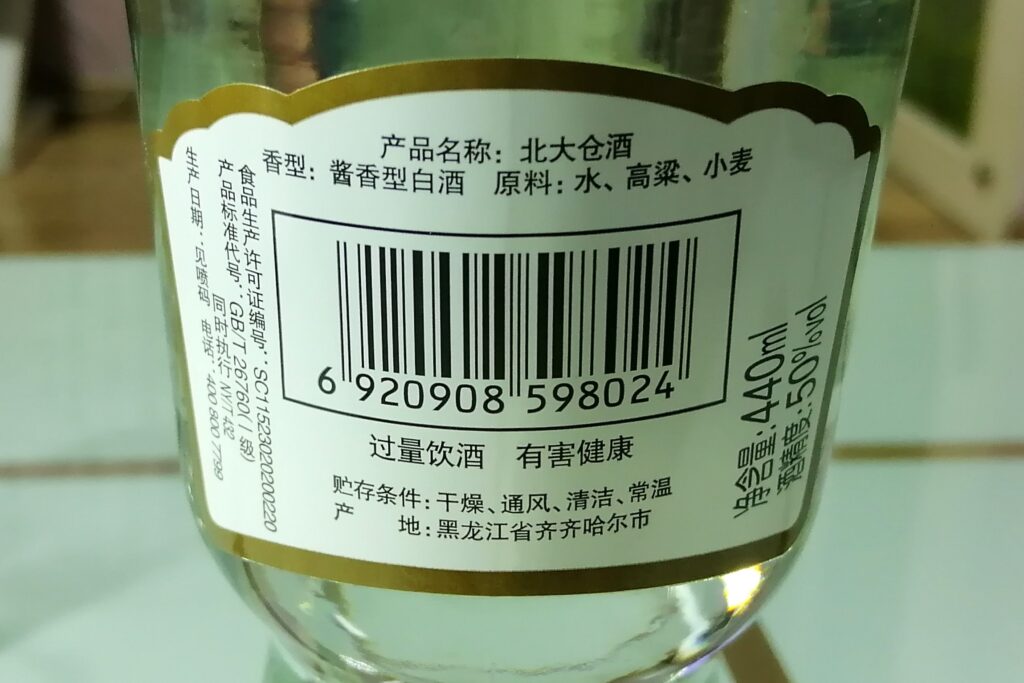 产品名称：北大仓酒
香型：酱香型白酒　原料：水、高粱、小麦
6 920908 598024
过量饮酒　有害健康
贮存条件：干燥、通风、清洁、常温
产　　地：黑龙江省齐齐哈尔市
食品生产许可证编号：SC11523020200220
产品标准代号：GB/T 26760(Ⅰ级)
同时执行 NY/T 432
生产日期：见喷码 电话：400 800 7799
净含量：440ml
酒精度：50%vol